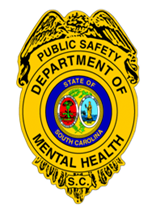 PUBLIC SAFETY
DEPARTMENT OF
STATE OF
SOUTH CAROLINA
MENTAL HEALTH
S.C.